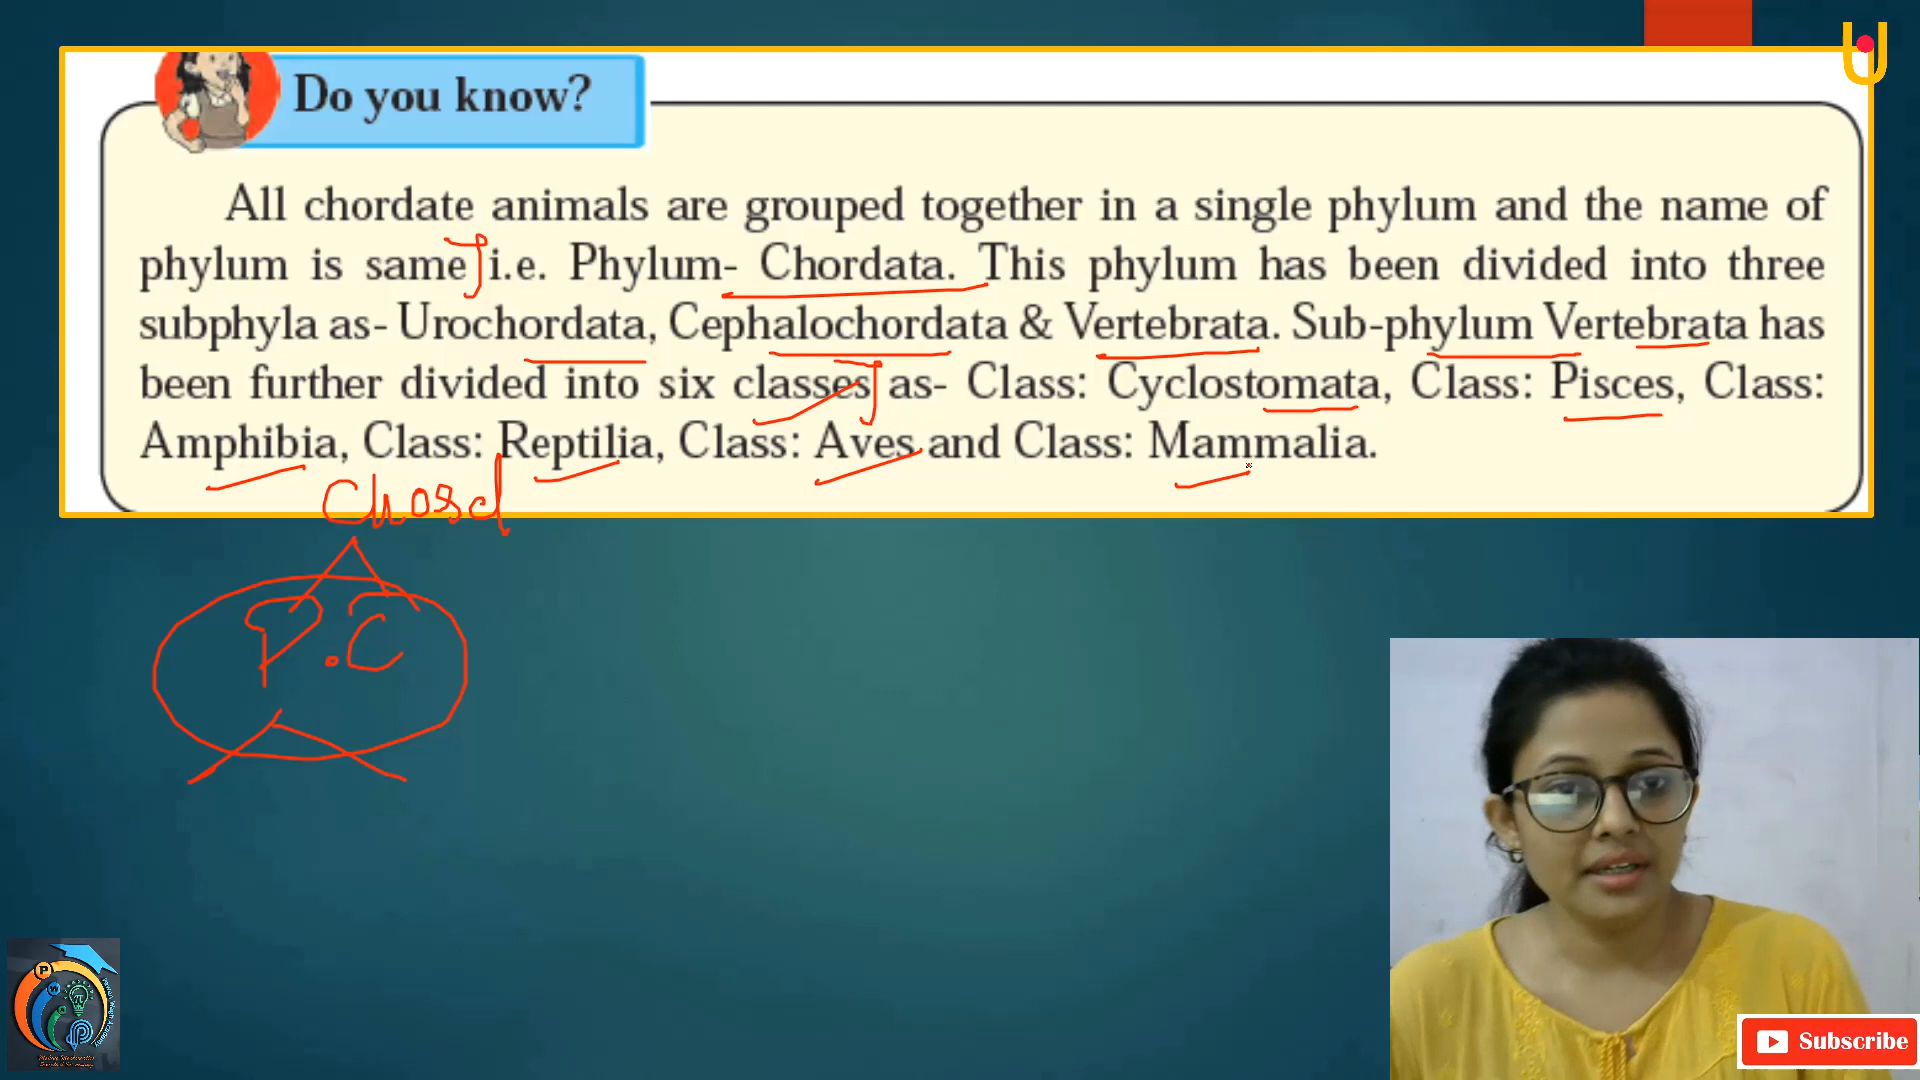 Do you know?
All chordate animals are grouped together in a single phylum and the name of
phylum is same i.e. Phylum- Chordata. This phylum has been divided into three
subphyla as- Urochordata, Cephalochordata & Vertebrata. Sub-phylum Vertebrata has
been further divided into six classes as- Class: Cyclostomata, Class: Pisces, Class:
Amphibia, Class: Reptilia, Class: Aves and Class: Mammalia.
Chord
P.C
Subscribe